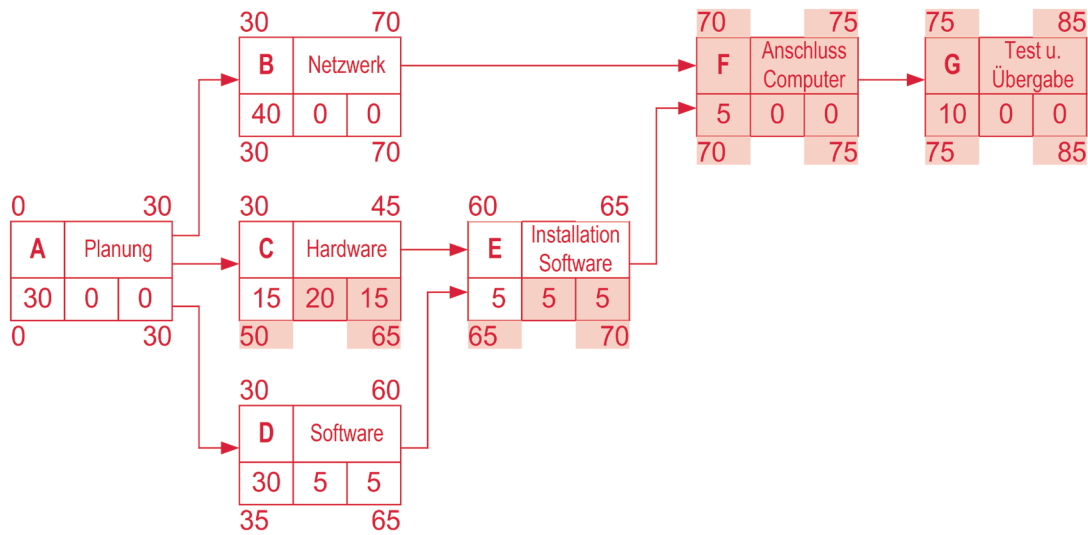 30 70
B Netzwerk
40 0 0
30 70
70 75
F Anschluss
Computer
5 0 0
70 75
75 85
G Test u.
Übergabe
10 0 0
75 85
0 30
A Planung
30 0 0
0 30
30 45
C Hardware
15 20 15
50 65
60 65
E Installation
Software
5 5 5
65 70
30 60
D Software
30 5 5
35 65